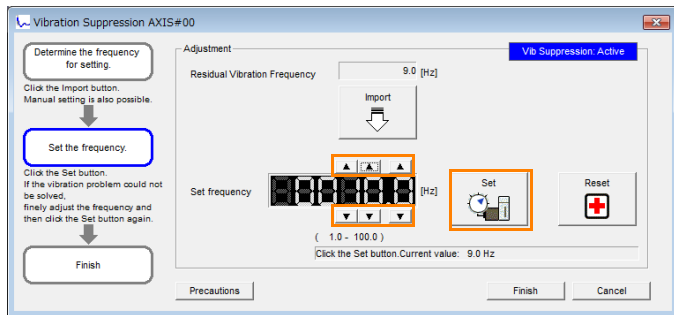 Vibration Suppression AXIS#00
Determine the frequency
for setting.
Click the Import button.
Manual setting is also possible.
Set the frequency.
Click the Set button.
If the vibration problem could not
be solved,
finely adjust the frequency and
then click the Set button again.
Finish
Adjustment
Vib Suppression: Active
Residual Vibration Frequency
9.0 [Hz]
Import
Set frequency
[Hz]
Set
Reset
( 1.0 - 100.0 )
Click the Set button.Current value: 9.0 Hz
Precautions
Finish
Cancel